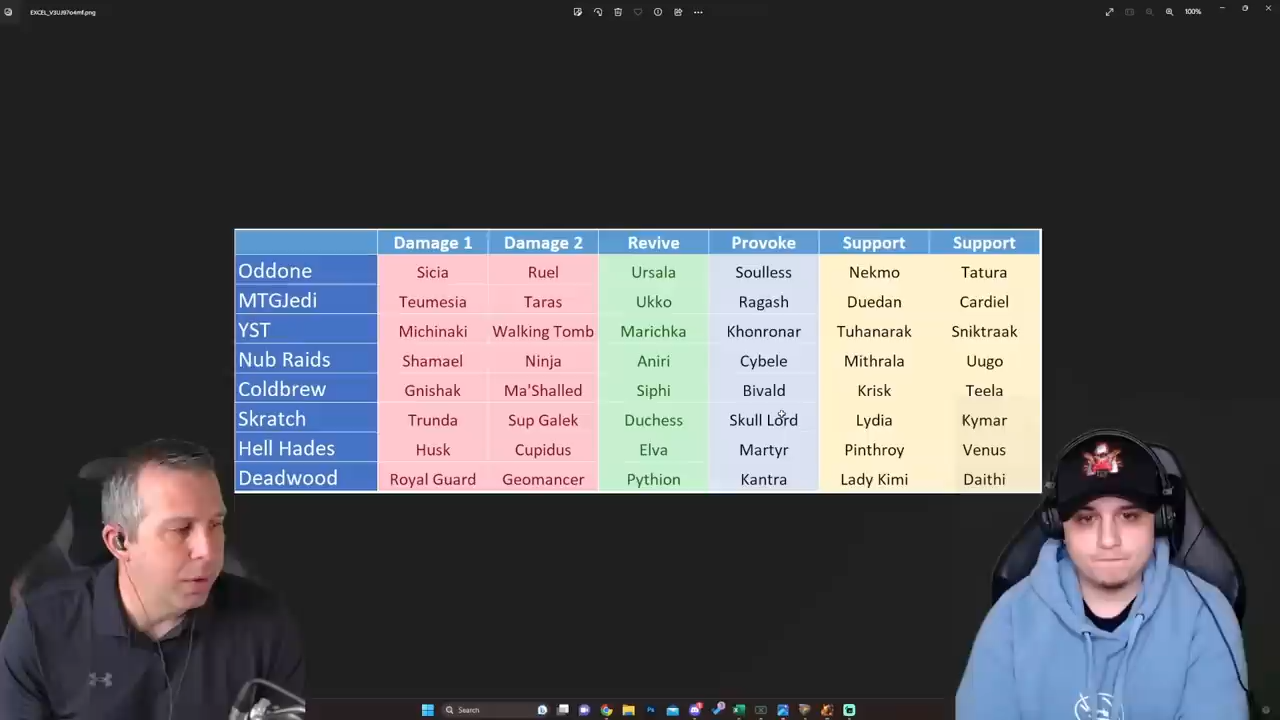 100%
Damage 1 Damage 2 Revive Provoke Support Support
Oddone Sicia Ruel Ursala Soulless Nekmo Tatura
MTGJedi Teumesia Taras Ukko Ragash Duedan Cardiel
YST Michinaki Walking Tomb Marichka Khonronar Tuhanarak Sniktraak
Nub Raids Shamael Ninja Aniri Cybele Mithrala Uugo
Coldbrew Gnishak Ma'Shalled Siphi Bivald Krisk Teela
Skratch Trunda Sup Galek Duchess Skull Lord Lydia Kymar
Hell Hades Husk Cupidus Elva Martyr Pinthroy Venus
Deadwood Royal Guard Geomancer Pythion Kantra Lady Kimi Daithi
Search